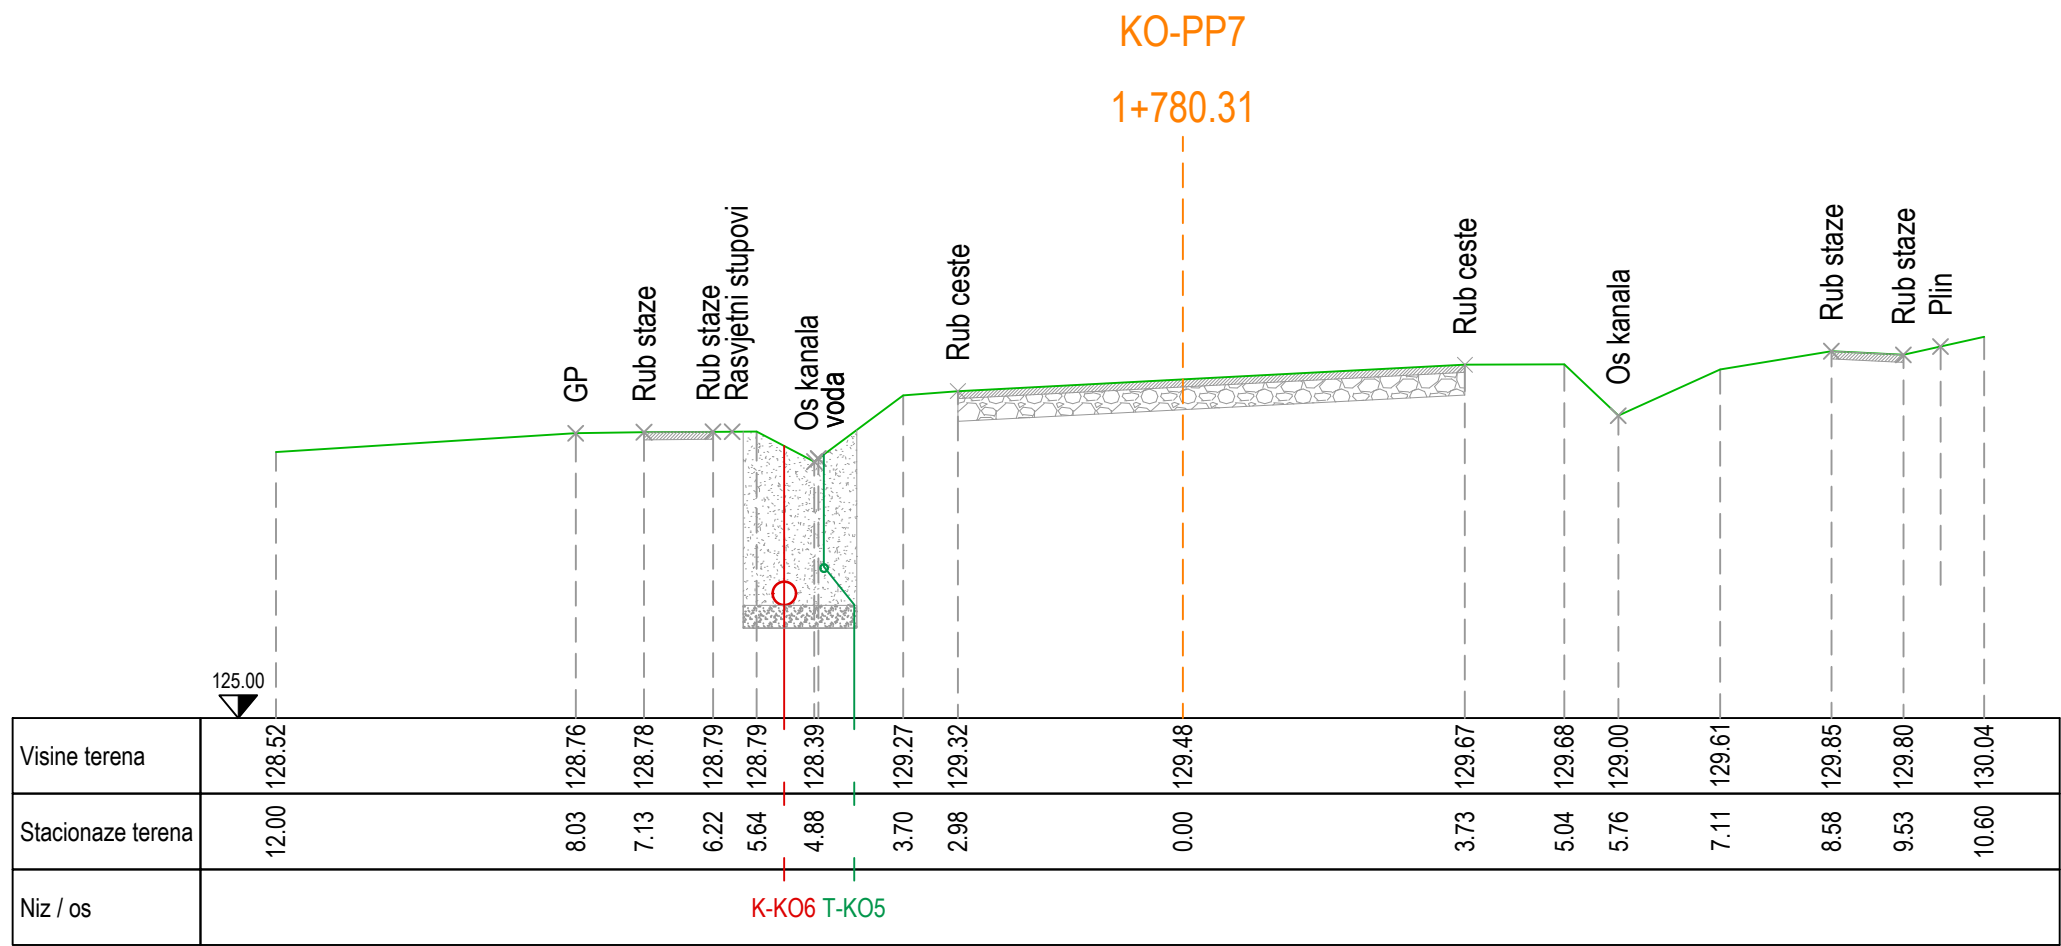 KO-PP7
1+780.31
GP
Rub staze
Rub staze
Rasvjetni stupovi
Os kanala
voda
Rub ceste
Rub ceste
Os kanala
Rub staze
Rub staze
Plin
125.00
Visine terena 128.52 128.76 128.78 128.79 128.79 128.39 129.27 129.32 129.48 129.67 129.68 129.00 129.61 129.85 129.80 130.04
Stacionaze terena 12.00 8.03 7.13 6.22 5.64 4.88 3.70 2.98 0.00 3.73 5.04 5.76 7.11 8.58 9.53 10.60
Niz / os K-KO6 T-KO5